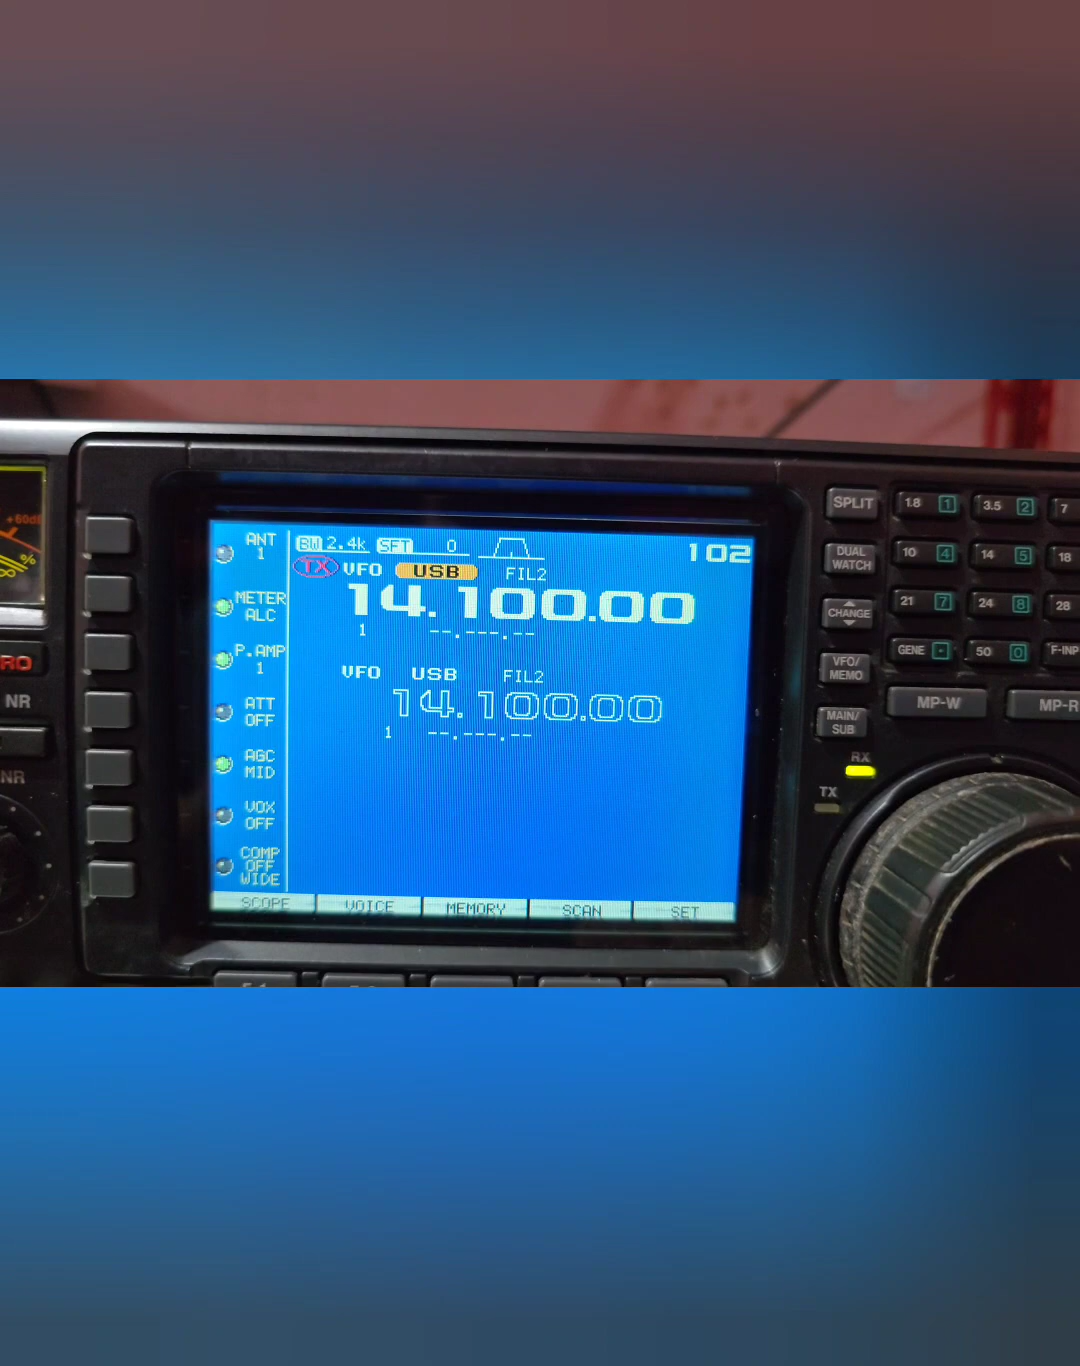 ANT
1
METER
ALC
P.AMP
1
ATT
OFF
AGC
MID
VOX
OFF
COMP
OFF
WIDE
BW 2.4k SFT 0
102
TX VFO USB FIL2
14.100.00
1 --.---.--
VFO USB FIL2
14.100.00
1 --.---.--
SCOPE VOICE MEMORY SCAN SET
+60d
%
RO
NR
NR
SPLIT
DUAL
WATCH
CHANGE
VFO/
MEMO
MAIN/
SUB
1.8 1 3.5 2 7
10 4 14 5 18
21 7 24 8 28
GENE • 50 0 F-INP
MP-W MP-R
RX
TX